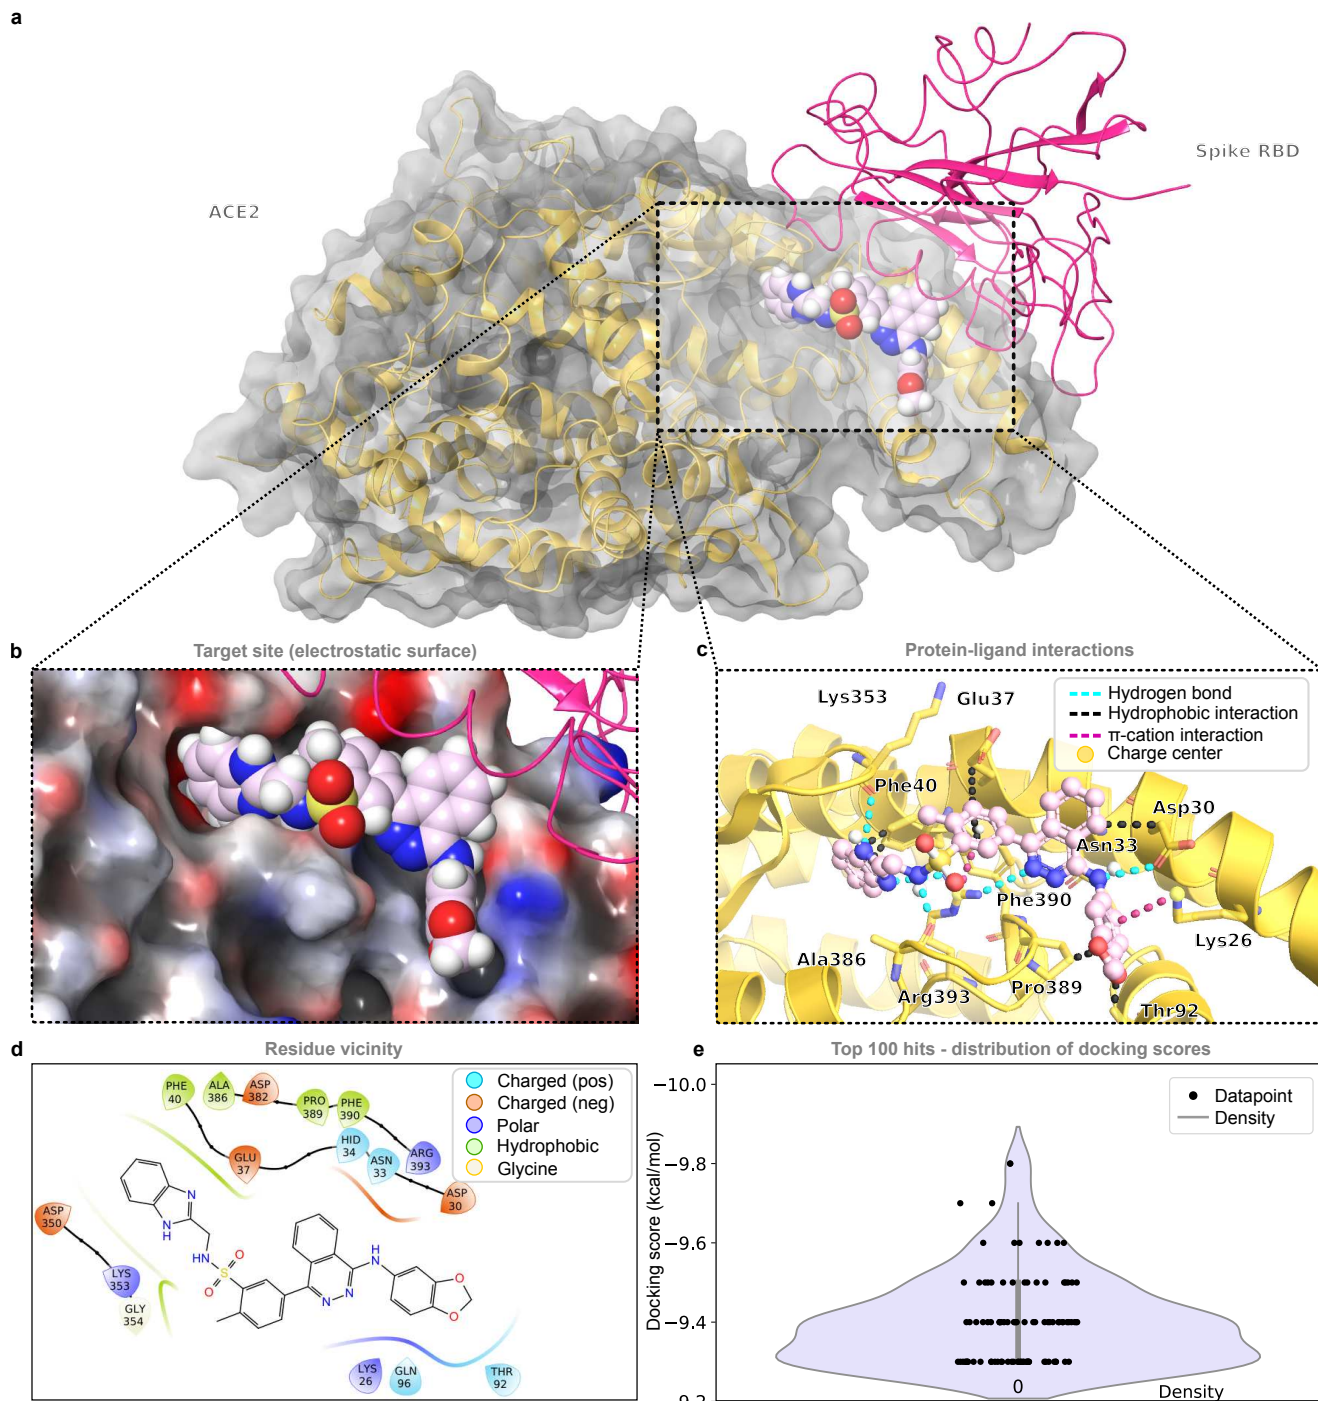 a
ACE2
Spike RBD
b
Target site (electrostatic surface)
c
Protein-ligand interactions
Hydrogen bond
Hydrophobic interaction
π-cation interaction
Charge center
Lys353
Glu37
Phe40
Asp30
Asn33
Phe390
Lys26
Ala386
Arg393
Pro389
Thr92
d
Residue vicinity
Charged (pos)
Charged (neg)
Polar
Hydrophobic
Glycine
PHE
40
ALA
386
ASP
382
PRO
389
PHE
390
GLU
37
HID
34
ASN
33
ARG
393
ASP
30
ASP
350
LYS
353
GLY
354
N
N
H
HN
S
O
O
N
N
H
N
O
O
LYS
26
GLN
96
THR
92
e
Top 100 hits - distribution of docking scores
Datapoint
Density
Docking score (kcal/mol)
−10.0
−9.8
−9.6
−9.4
0
Density